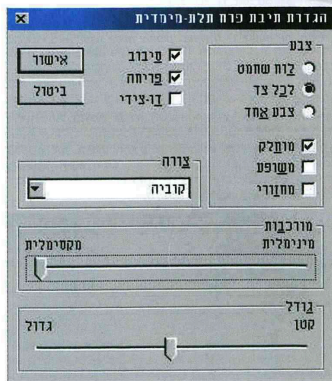 הגדרות תיבת פרח תלת-מימדית
צבע
לוח שחמט
לכל צד
צבע אחד
מוחלק
משופע
מחזורי
סיבוב
פריחה
דו-צידי
אישור
ביטול
צורה
קוביה
מורכבות
מינימלית
מקסימלית
גודל
קטן
גדול